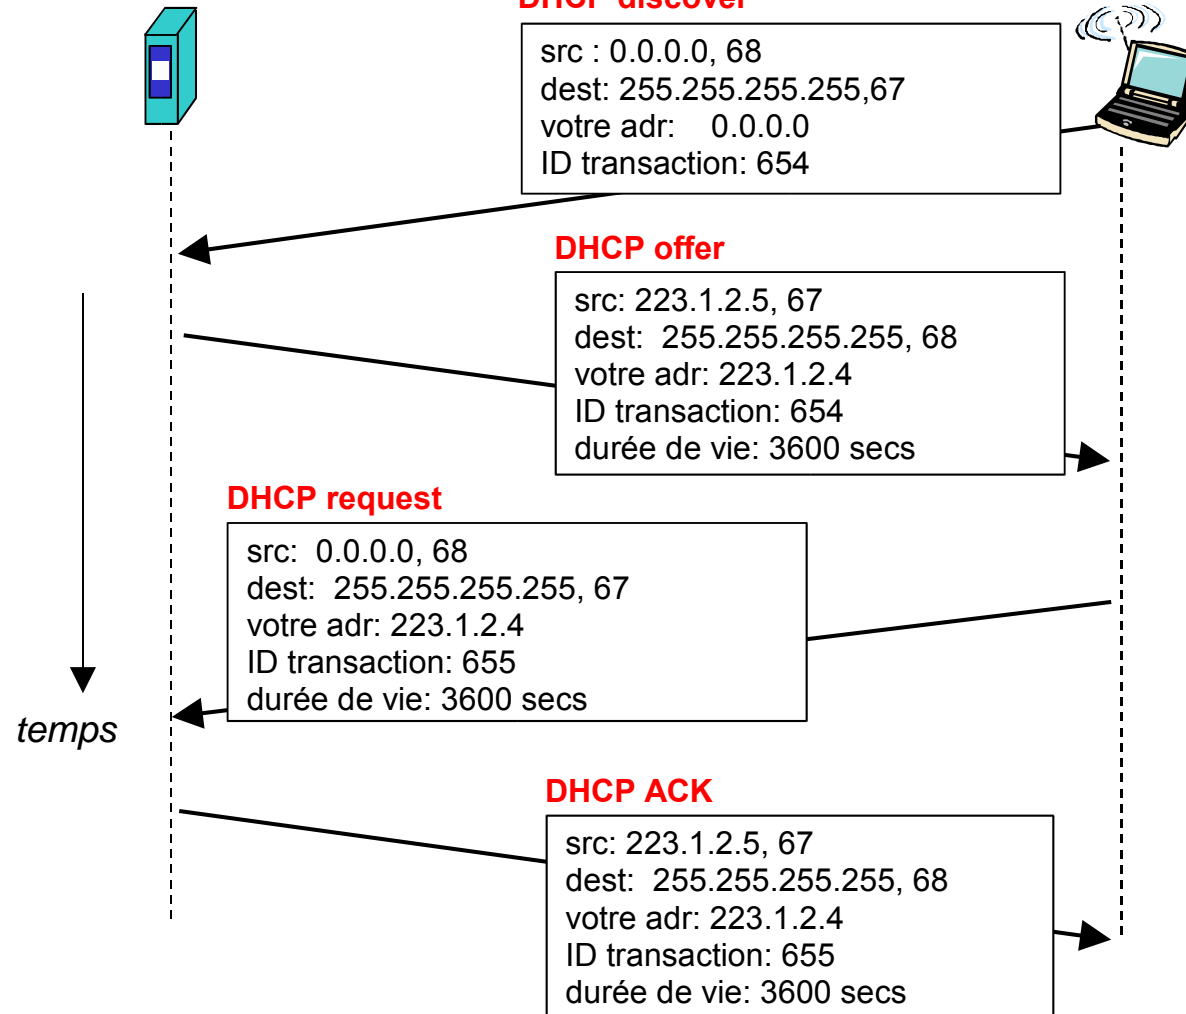 DHCP discover
src : 0.0.0.0, 68
dest: 255.255.255.255,67
votre adr: 0.0.0.0
ID transaction: 654
DHCP offer
src: 223.1.2.5, 67
dest: 255.255.255.255, 68
votre adr: 223.1.2.4
ID transaction: 654
durée de vie: 3600 secs
DHCP request
src: 0.0.0.0, 68
dest: 255.255.255.255, 67
votre adr: 223.1.2.4
ID transaction: 655
durée de vie: 3600 secs
temps
DHCP ACK
src: 223.1.2.5, 67
dest: 255.255.255.255, 68
votre adr: 223.1.2.4
ID transaction: 655
durée de vie: 3600 secs